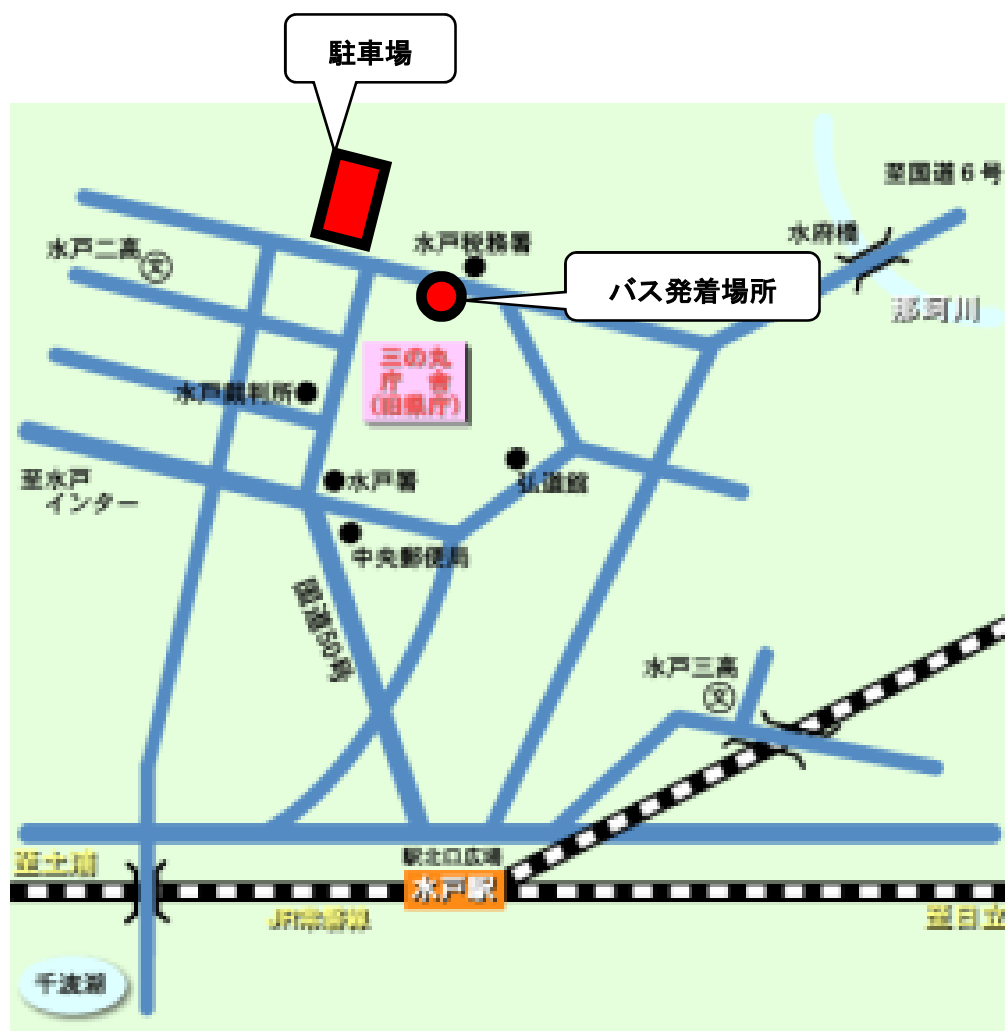 駐車場
至国道6号
水戸税務署
水府橋
水戸二高
文
バス発着場所
那珂川
三の丸
庁舎
(旧県庁)
水戸裁判所
至水戸
インター
水戸署
弘道館
中央郵便局
国道50号
水戸三高
文
駅北口広場
至土浦
水戸駅
JR常磐線
至日立
千波湖